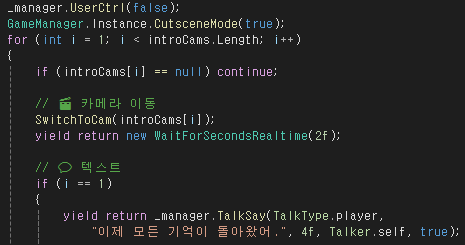 _manager.UserCtrl(false);
GameManager.Instance.CutsceneMode(true);
for (int i = 1; i < introCams.Length; i++)
{
if (introCams[i] == null) continue;
// 🎬 카메라 이동
SwitchToCam(introCams[i]);
yield return new WaitForSecondsRealtime(2f);
// 💬 텍스트
if (i == 1)
{
yield return _manager.TalkSay(TalkType.player,
"이제 모든 기억이 돌아왔어.", 4f, Talker.self, true);